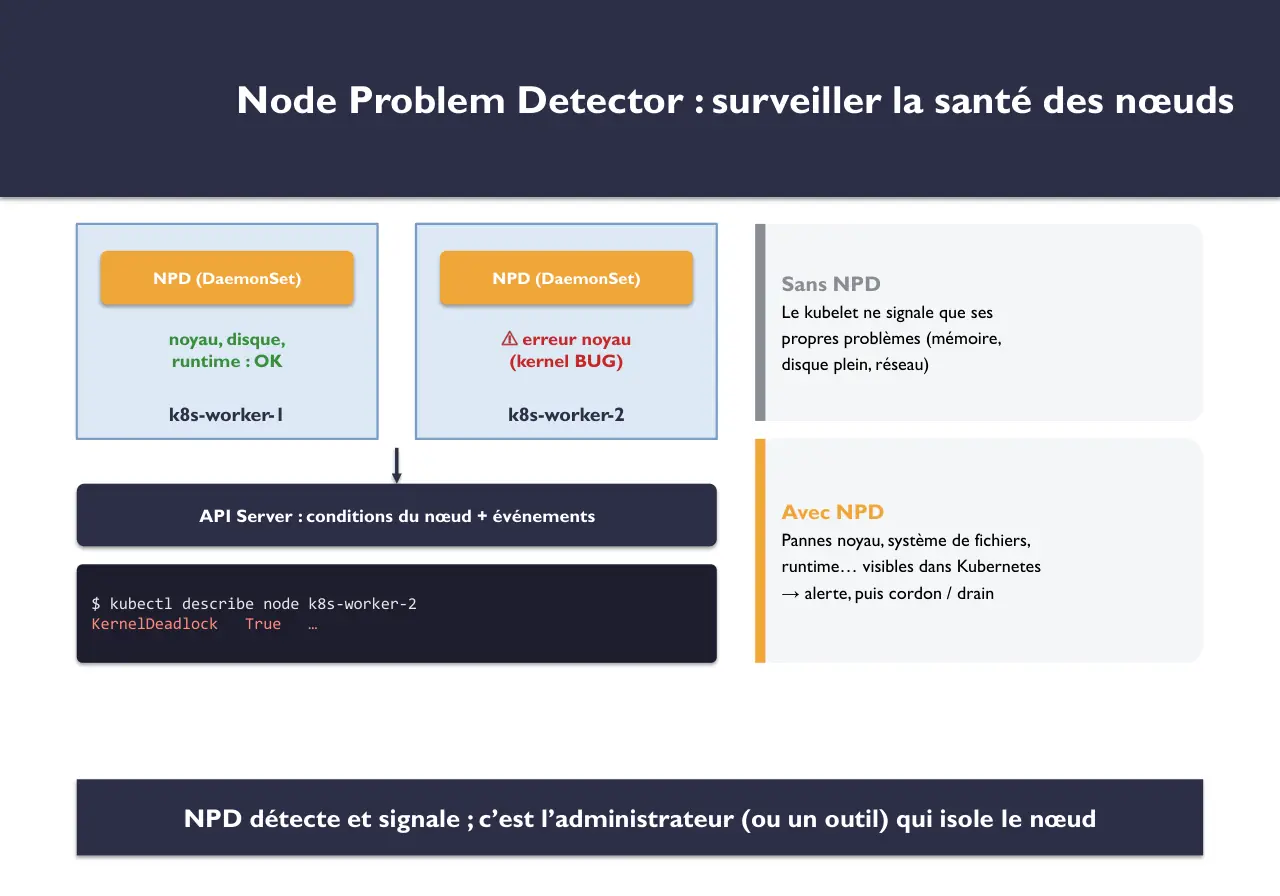 Node Problem Detector : surveiller la santé des nœuds
NPD (DaemonSet)
noyau, disque,
runtime : OK
k8s-worker-1
NPD (DaemonSet)
⚠ erreur noyau
(kernel BUG)
k8s-worker-2
API Server : conditions du nœud + événements
$ kubectl describe node k8s-worker-2
KernelDeadlock   True   …
Sans NPD
Le kubelet ne signale que ses
propres problèmes (mémoire,
disque plein, réseau)
Avec NPD
Pannes noyau, système de fichiers,
runtime… visibles dans Kubernetes
→ alerte, puis cordon / drain
NPD détecte et signale ; c’est l’administrateur (ou un outil) qui isole le nœud